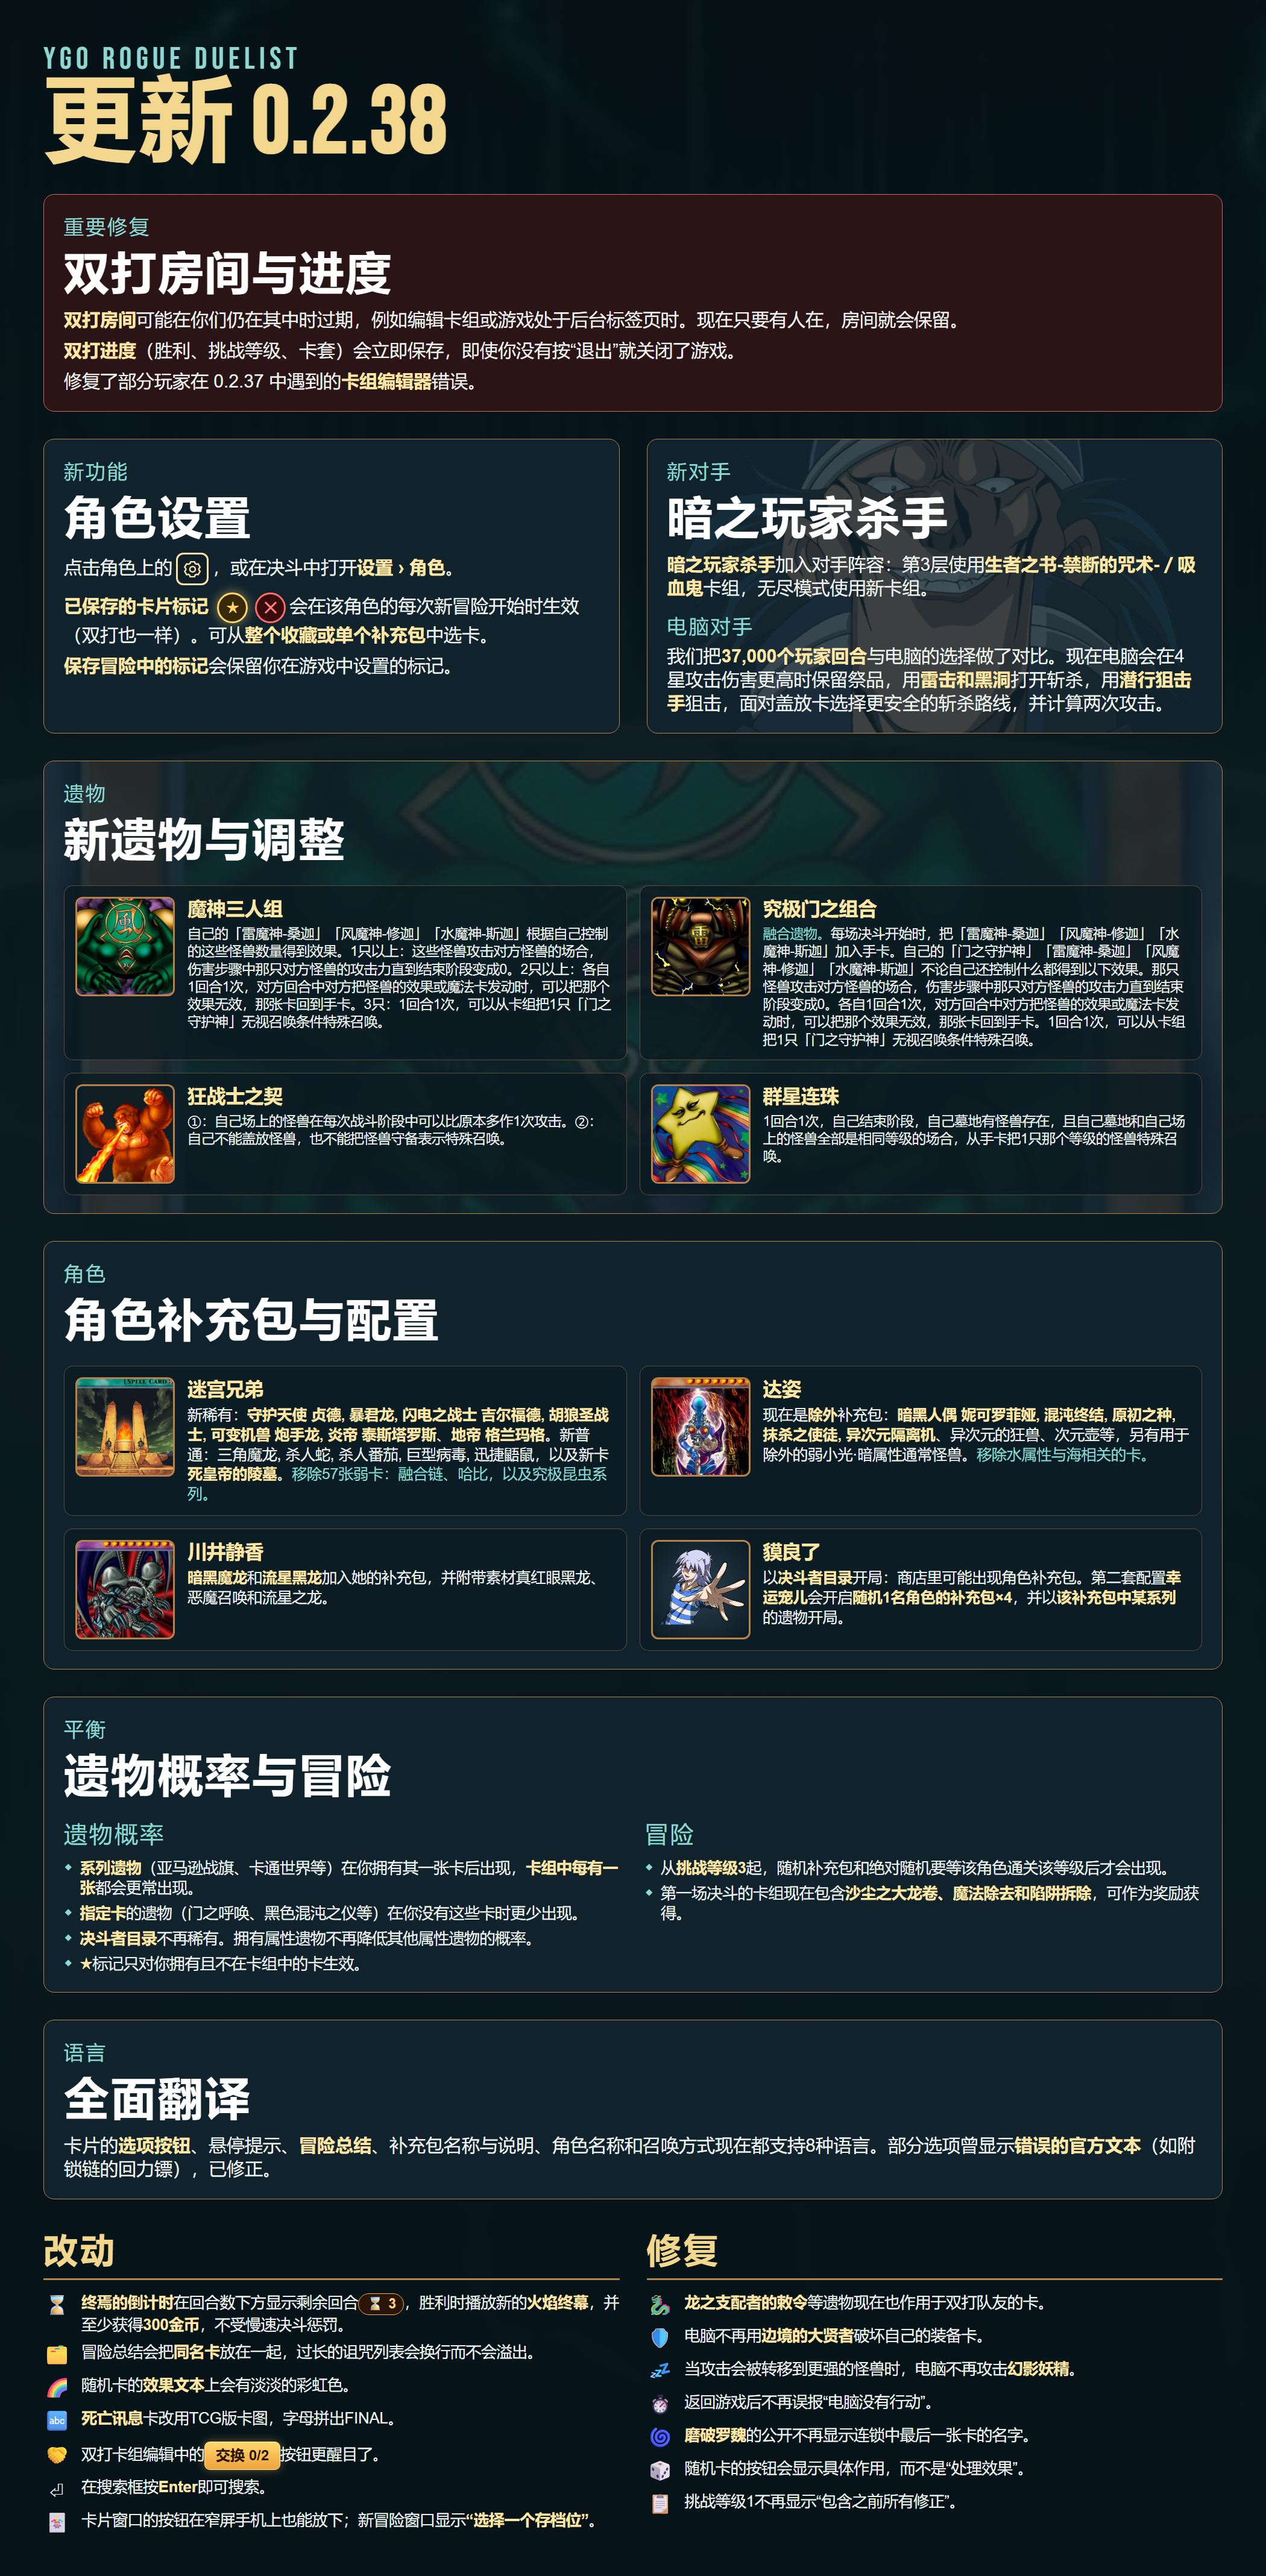 YGO ROGUE DUELIST
更新 0.2.38
重要修复
双打房间与进度
双打房间可能在你们仍在其中时过期，例如编辑卡组或游戏处于后台标签页时。现在只要有人在，房间就会保留。
双打进度（胜利、挑战等级、卡套）会立即保存，即使你没有按“退出”就关闭了游戏。
修复了部分玩家在 0.2.37 中遇到的卡组编辑器错误。
新功能
角色设置
点击角色上的 ，或在决斗中打开设置 › 角色。
已保存的卡片标记 ★ ✕ 会在该角色的每次新冒险开始时生效
（双打也一样）。可从整个收藏或单个补充包中选卡。
保存冒险中的标记会保留你在游戏中设置的标记。
新对手
暗之玩家杀手
暗之玩家杀手加入对手阵容：第3层使用生者之书-禁断的咒术- / 吸
血鬼卡组，无尽模式使用新卡组。
电脑对手
我们把37,000个玩家回合与电脑的选择做了对比。现在电脑会在4
星攻击伤害更高时保留祭品，用雷击和黑洞打开斩杀，用潜行狙击
手狙击，面对盖放卡选择更安全的斩杀路线，并计算两次攻击。
遗物
新遗物与调整
魔神三人组
自己的「雷魔神-桑迦」「风魔神-修迦」「水魔神-斯迦」根据自己控制
的这些怪兽数量得到效果。1只以上：这些怪兽攻击对方怪兽的场合，
伤害步骤中那只对方怪兽的攻击力直到结束阶段变成0。2只以上：各自
1回合1次，对方回合中对方把怪兽的效果或魔法卡发动时，可以把那个
效果无效，那张卡回到手卡。3只：1回合1次，可以从卡组把1只「门之
守护神」无视召唤条件特殊召唤。
風
究极门之组合
融合遗物。每场决斗开始时，把「雷魔神-桑迦」「风魔神-修迦」「水
魔神-斯迦」加入手卡。自己的「门之守护神」「雷魔神-桑迦」「风魔
神-修迦」「水魔神-斯迦」不论自己还控制什么都得到以下效果。那只
怪兽攻击对方怪兽的场合，伤害步骤中那只对方怪兽的攻击力直到结束
阶段变成0。各自1回合1次，对方回合中对方把怪兽的效果或魔法卡发
动时，可以把那个效果无效，那张卡回到手卡。1回合1次，可以从卡组
把1只「门之守护神」无视召唤条件特殊召唤。
雷
狂战士之契
①：自己场上的怪兽在每次战斗阶段中可以比原本多作1次攻击。②：
自己不能盖放怪兽，也不能把怪兽守备表示特殊召唤。
群星连珠
1回合1次，自己结束阶段，自己墓地有怪兽存在，且自己墓地和自己场
上的怪兽全部是相同等级的场合，从手卡把1只那个等级的怪兽特殊召
唤。
角色
角色补充包与配置
迷宫兄弟
新稀有：守护天使 贞德, 暴君龙, 闪电之战士 吉尔福德, 胡狼圣战
士, 可变机兽 炮手龙, 炎帝 泰斯塔罗斯、地帝 格兰玛格。新普
通：三角魔龙, 杀人蛇, 杀人番茄, 巨型病毒, 迅捷鼯鼠，以及新卡
死皇帝的陵墓。移除57张弱卡：融合链、哈比，以及究极昆虫系
列。
达姿
现在是除外补充包：暗黑人偶 妮可罗菲娅, 混沌终结, 原初之种,
抹杀之使徒, 异次元隔离机、异次元的狂兽、次元壶等，另有用于
除外的弱小光·暗属性通常怪兽。移除水属性与海相关的卡。
川井静香
暗黑魔龙和流星黑龙加入她的补充包，并附带素材真红眼黑龙、
恶魔召唤和流星之龙。
貘良了
以决斗者目录开局：商店里可能出现角色补充包。第二套配置幸
运宠儿会开启随机1名角色的补充包×4，并以该补充包中某系列
的遗物开局。
平衡
遗物概率与冒险
遗物概率
系列遗物（亚马逊战旗、卡通世界等）在你拥有其一张卡后出现，卡组中每有一
张都会更常出现。
指定卡的遗物（门之呼唤、黑色混沌之仪等）在你没有这些卡时更少出现。
决斗者目录不再稀有。拥有属性遗物不再降低其他属性遗物的概率。
★标记只对你拥有且不在卡组中的卡生效。
冒险
从挑战等级3起，随机补充包和绝对随机要等该角色通关该等级后才会出现。
第一场决斗的卡组现在包含沙尘之大龙卷、魔法除去和陷阱拆除，可作为奖励获
得。
语言
全面翻译
卡片的选项按钮、悬停提示、冒险总结、补充包名称与说明、角色名称和召唤方式现在都支持8种语言。部分选项曾显示错误的官方文本（如附
锁链的回力镖），已修正。
改动
终焉的倒计时在回合数下方显示剩余回合 ⌛ 3 ，胜利时播放新的火焰终幕，并
至少获得300金币，不受慢速决斗惩罚。
冒险总结会把同名卡放在一起，过长的诅咒列表会换行而不会溢出。
随机卡的效果文本上会有淡淡的彩虹色。
abc
死亡讯息卡改用TCG版卡图，字母拼出FINAL。
双打卡组编辑中的 交换 0/2 按钮更醒目了。
在搜索框按Enter即可搜索。
卡片窗口的按钮在窄屏手机上也能放下；新冒险窗口显示“选择一个存档位”。
修复
龙之支配者的敕令等遗物现在也作用于双打队友的卡。
电脑不再用边境的大贤者破坏自己的装备卡。
当攻击会被转移到更强的怪兽时，电脑不再攻击幻影妖精。
返回游戏后不再误报“电脑没有行动”。
磨破罗魏的公开不再显示连锁中最后一张卡的名字。
随机卡的按钮会显示具体作用，而不是“处理效果”。
挑战等级1不再显示“包含之前所有修正”。